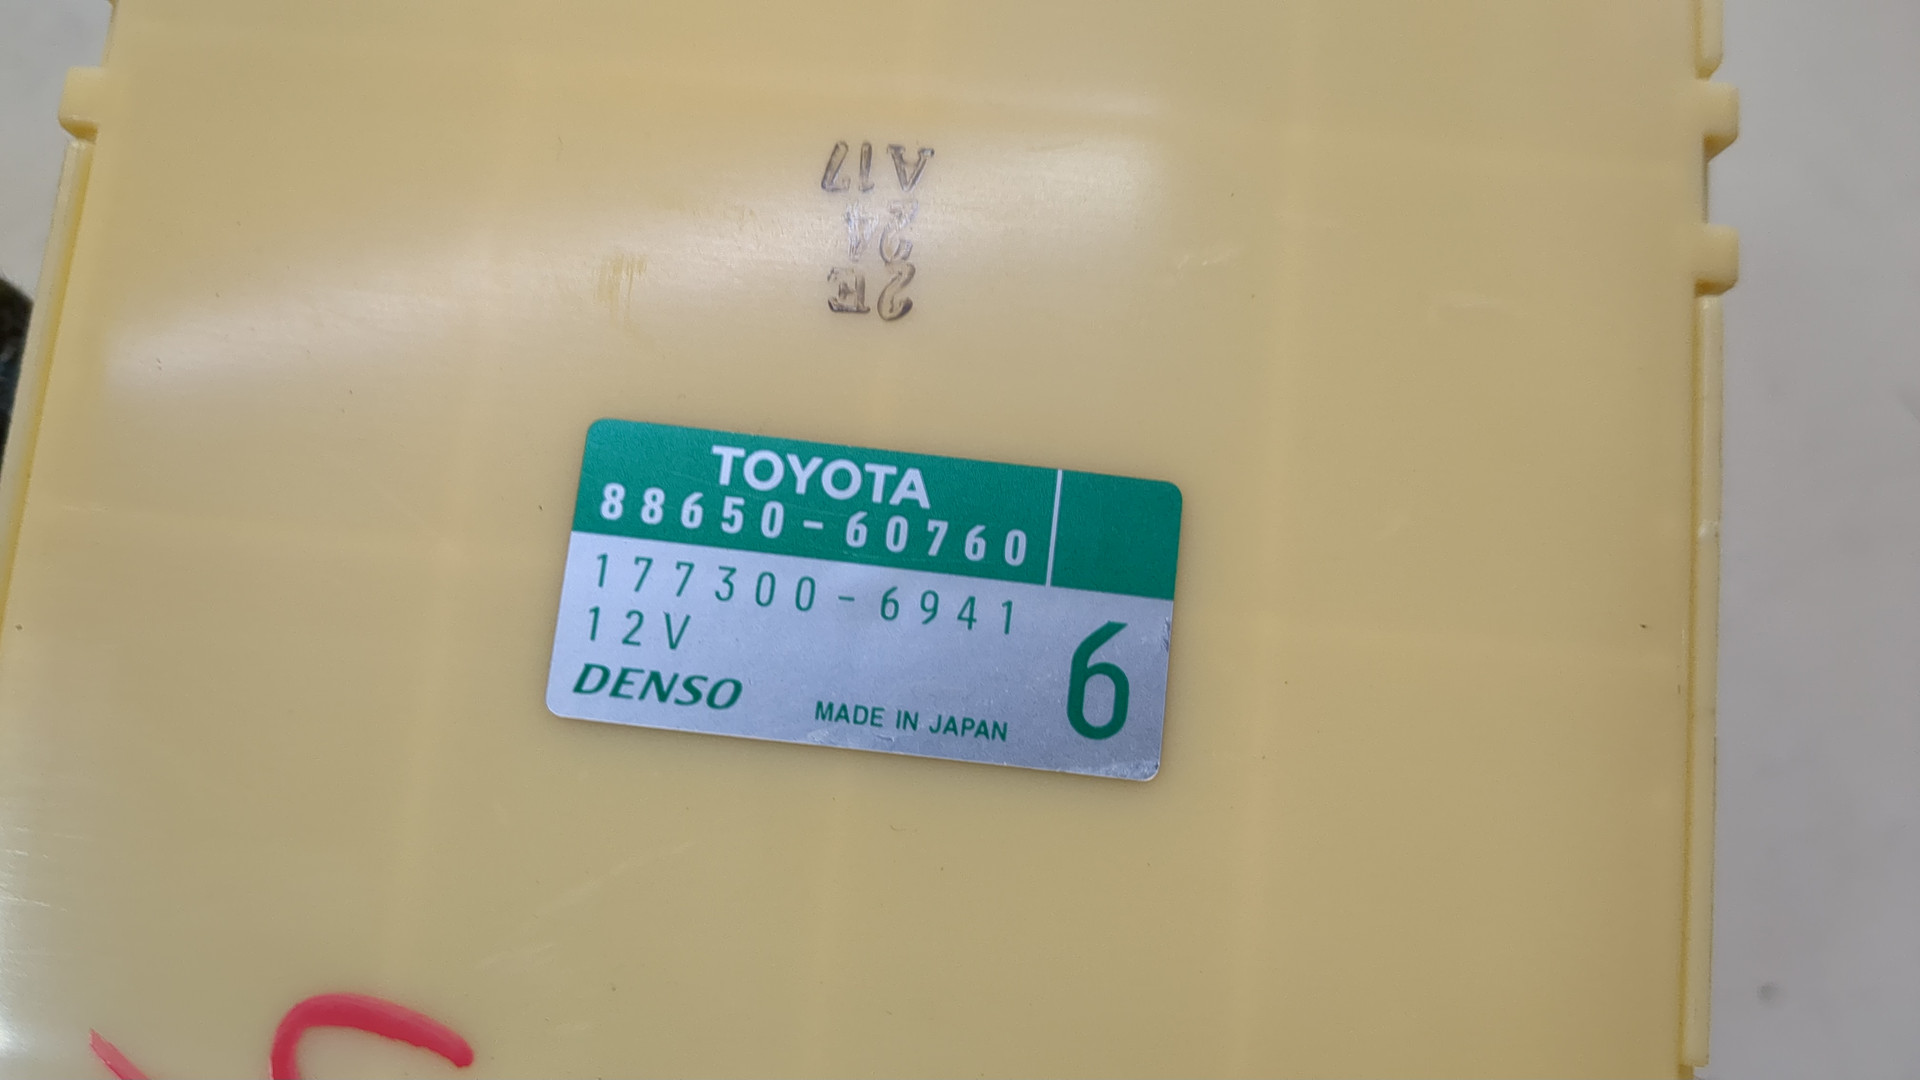 A17
24
2E
TOYOTA
88650-60760
177300-6941
12V
6
DENSO
MADE IN JAPAN